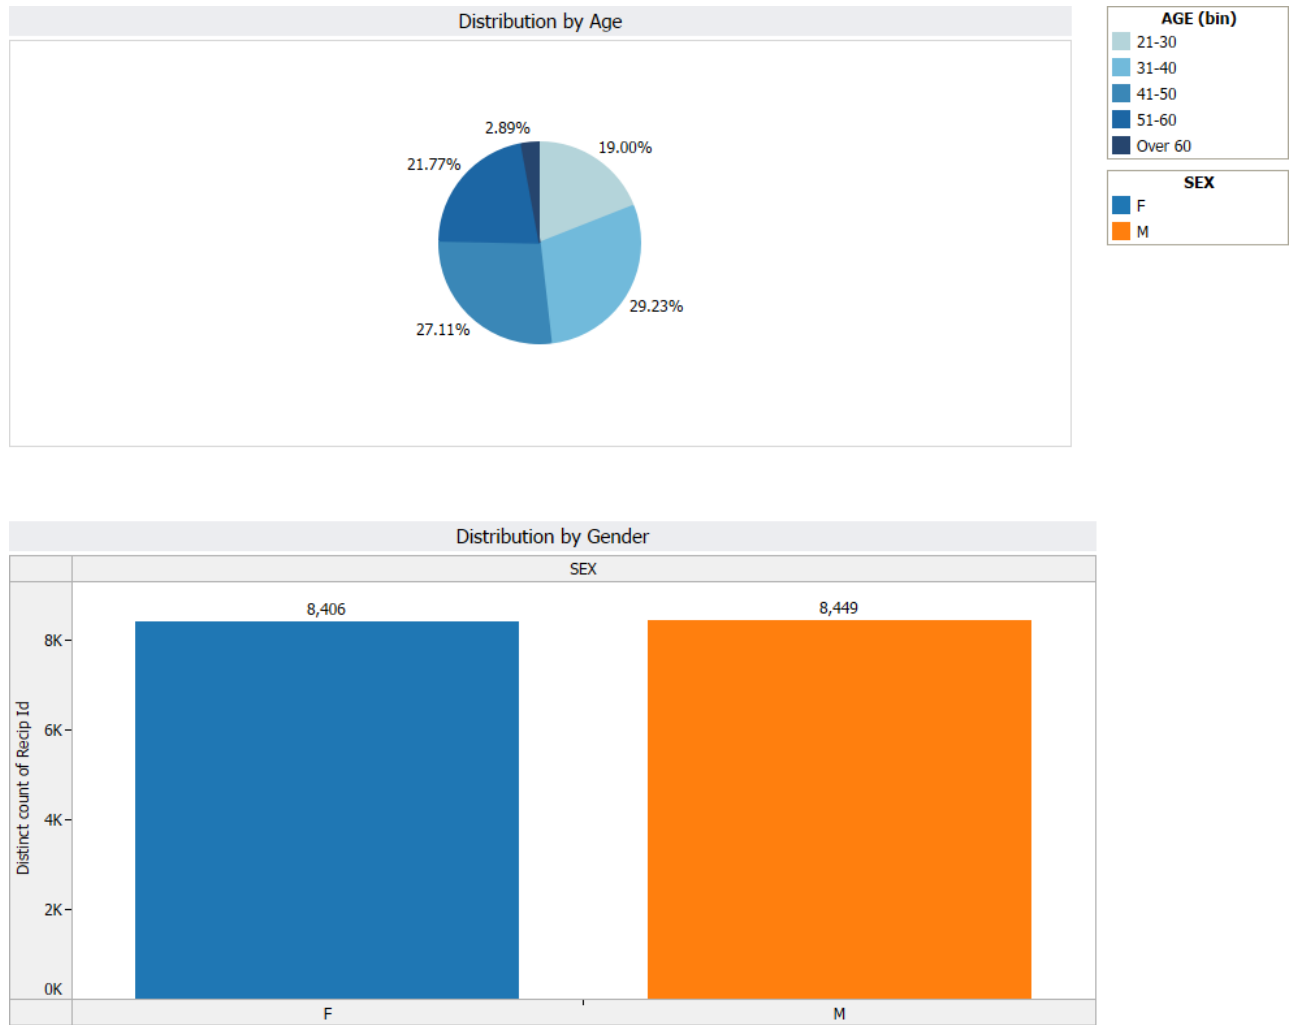 Distribution by Age
AGE (bin)
21-30
31-40
41-50
51-60
Over 60
SEX
F
M
2.89%
19.00%
21.77%
29.23%
27.11%
Distribution by Gender
SEX
8,406
8,449
8K
6K
4K
2K
0K
Distinct count of Recip Id
F
M